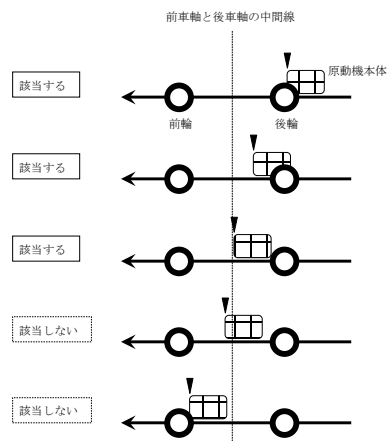 前車軸と後車軸の中間線
原動機本体
該当する
前輪
後輪
該当する
該当する
該当しない
該当しない